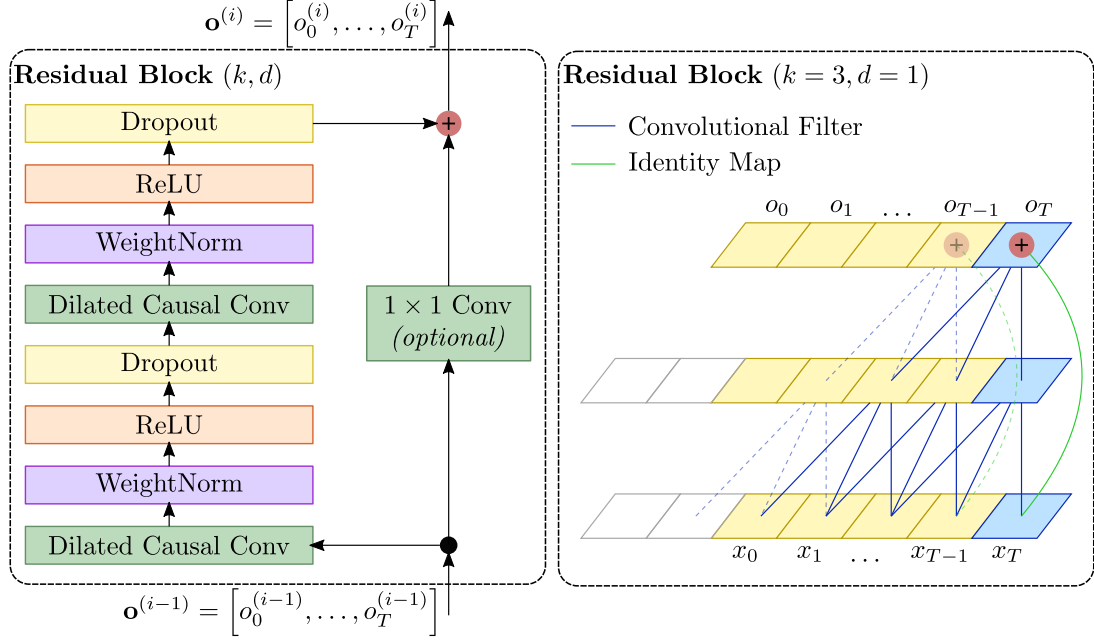 𝐨^{(i)} = [o_0^{(i)}, . . . , o_T^{(i)}]
Residual Block (k, d)
Dropout
+
ReLU
WeightNorm
Dilated Causal Conv
1 × 1 Conv
(optional)
Dropout
ReLU
WeightNorm
Dilated Causal Conv
𝐨^{(i−1)} = [o_0^{(i−1)}, . . . , o_T^{(i−1)}]
Residual Block (k = 3, d = 1)
Convolutional Filter
Identity Map
o_0 o_1 . . . o_{T−1} o_T
+ +
x_0 x_1 . . . x_{T−1} x_T